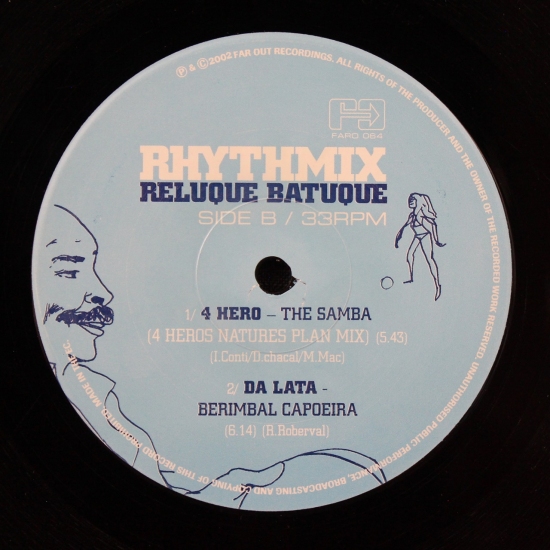 ℗ & ©2003 FAR OUT RECORDINGS. ALL RIGHTS OF THE PRODUCER AND THE OWNER OF THE RECORDED WORK RESERVED. UNAUTHORISED PUBLIC PERFORMANCE, BROADCASTING AND COPYING OF THIS RECORD PROHIBITED. MADE IN THE
FARO 064
RHYTHMIX
RELUQUE BATUQUE
SIDE B / 33RPM
1/ 4 HERO – THE SAMBA
(4 HEROS NATURES PLAN MIX) (5.43)
(I.Conti/D.chacal/M.Mac)
2/ DA LATA -
BERIMBAL CAPOEIRA
(6.14) (R.Roberval)